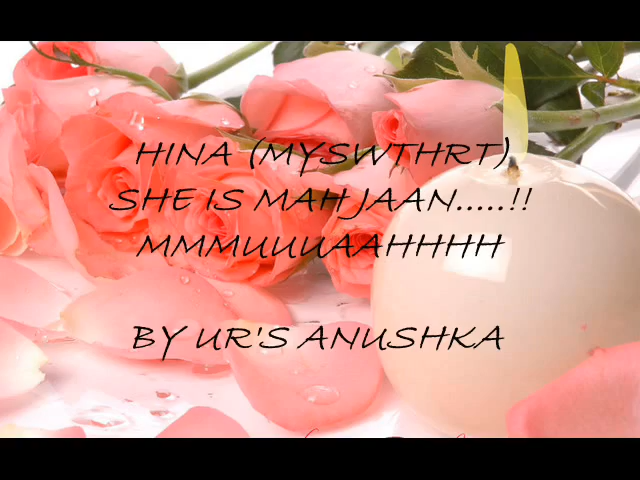 HINA (MYSWTHRT)
SHE IS MAH JAAN.....!!
MMMUUUAAHHHH
BY UR'S ANUSHKA